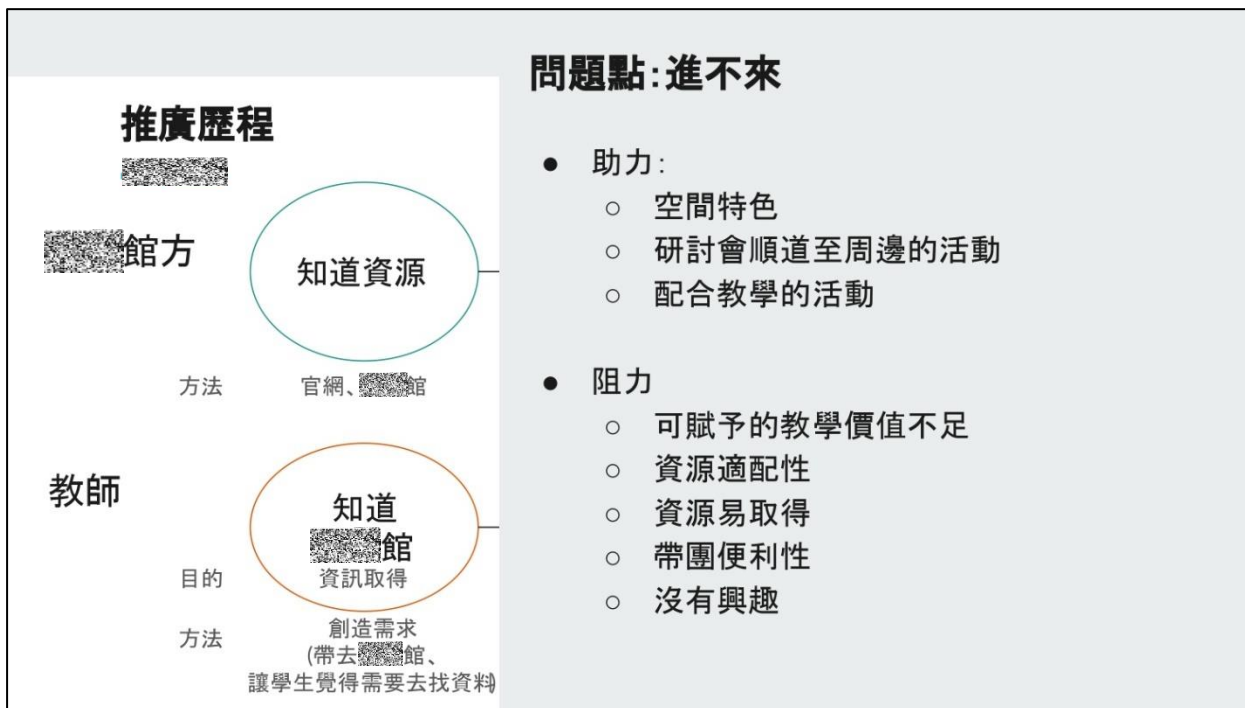 推廣歷程
館方
知道資源
方法 官網、館
教師
知道
館
目的 資訊取得
方法 創造需求
(帶去館、
讓學生覺得需要去找資料)
問題點：進不來
● 助力：
○ 空間特色
○ 研討會順道至周邊的活動
○ 配合教學的活動
● 阻力
○ 可賦予的教學價值不足
○ 資源適配性
○ 資源易取得
○ 帶團便利性
○ 沒有興趣